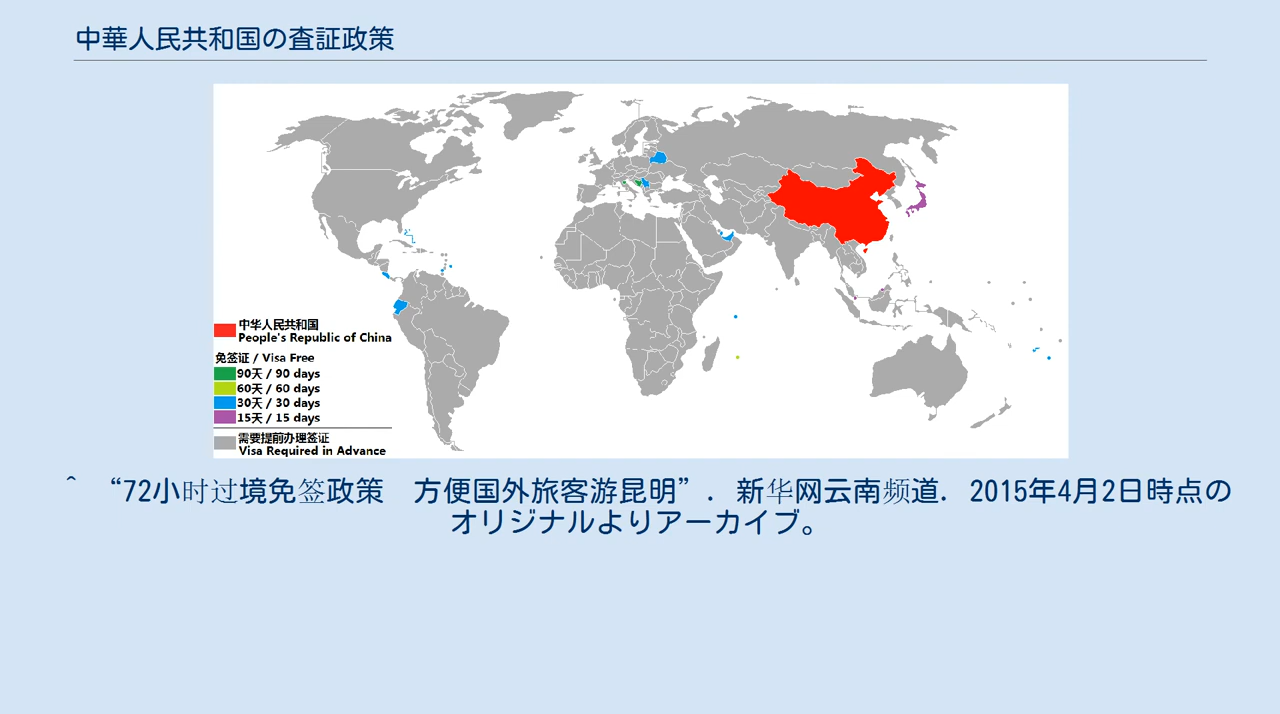 中華人民共和国の査証政策
中华人民共和国
People's Republic of China
免签证 / Visa Free
90天 / 90 days
60天 / 60 days
30天 / 30 days
15天 / 15 days
需要提前办理签证
Visa Required in Advance
^ “72小时过境免签政策　方便国外旅客游昆明”. 新华网云南频道. 2015年4月2日時点の
オリジナルよりアーカイブ。